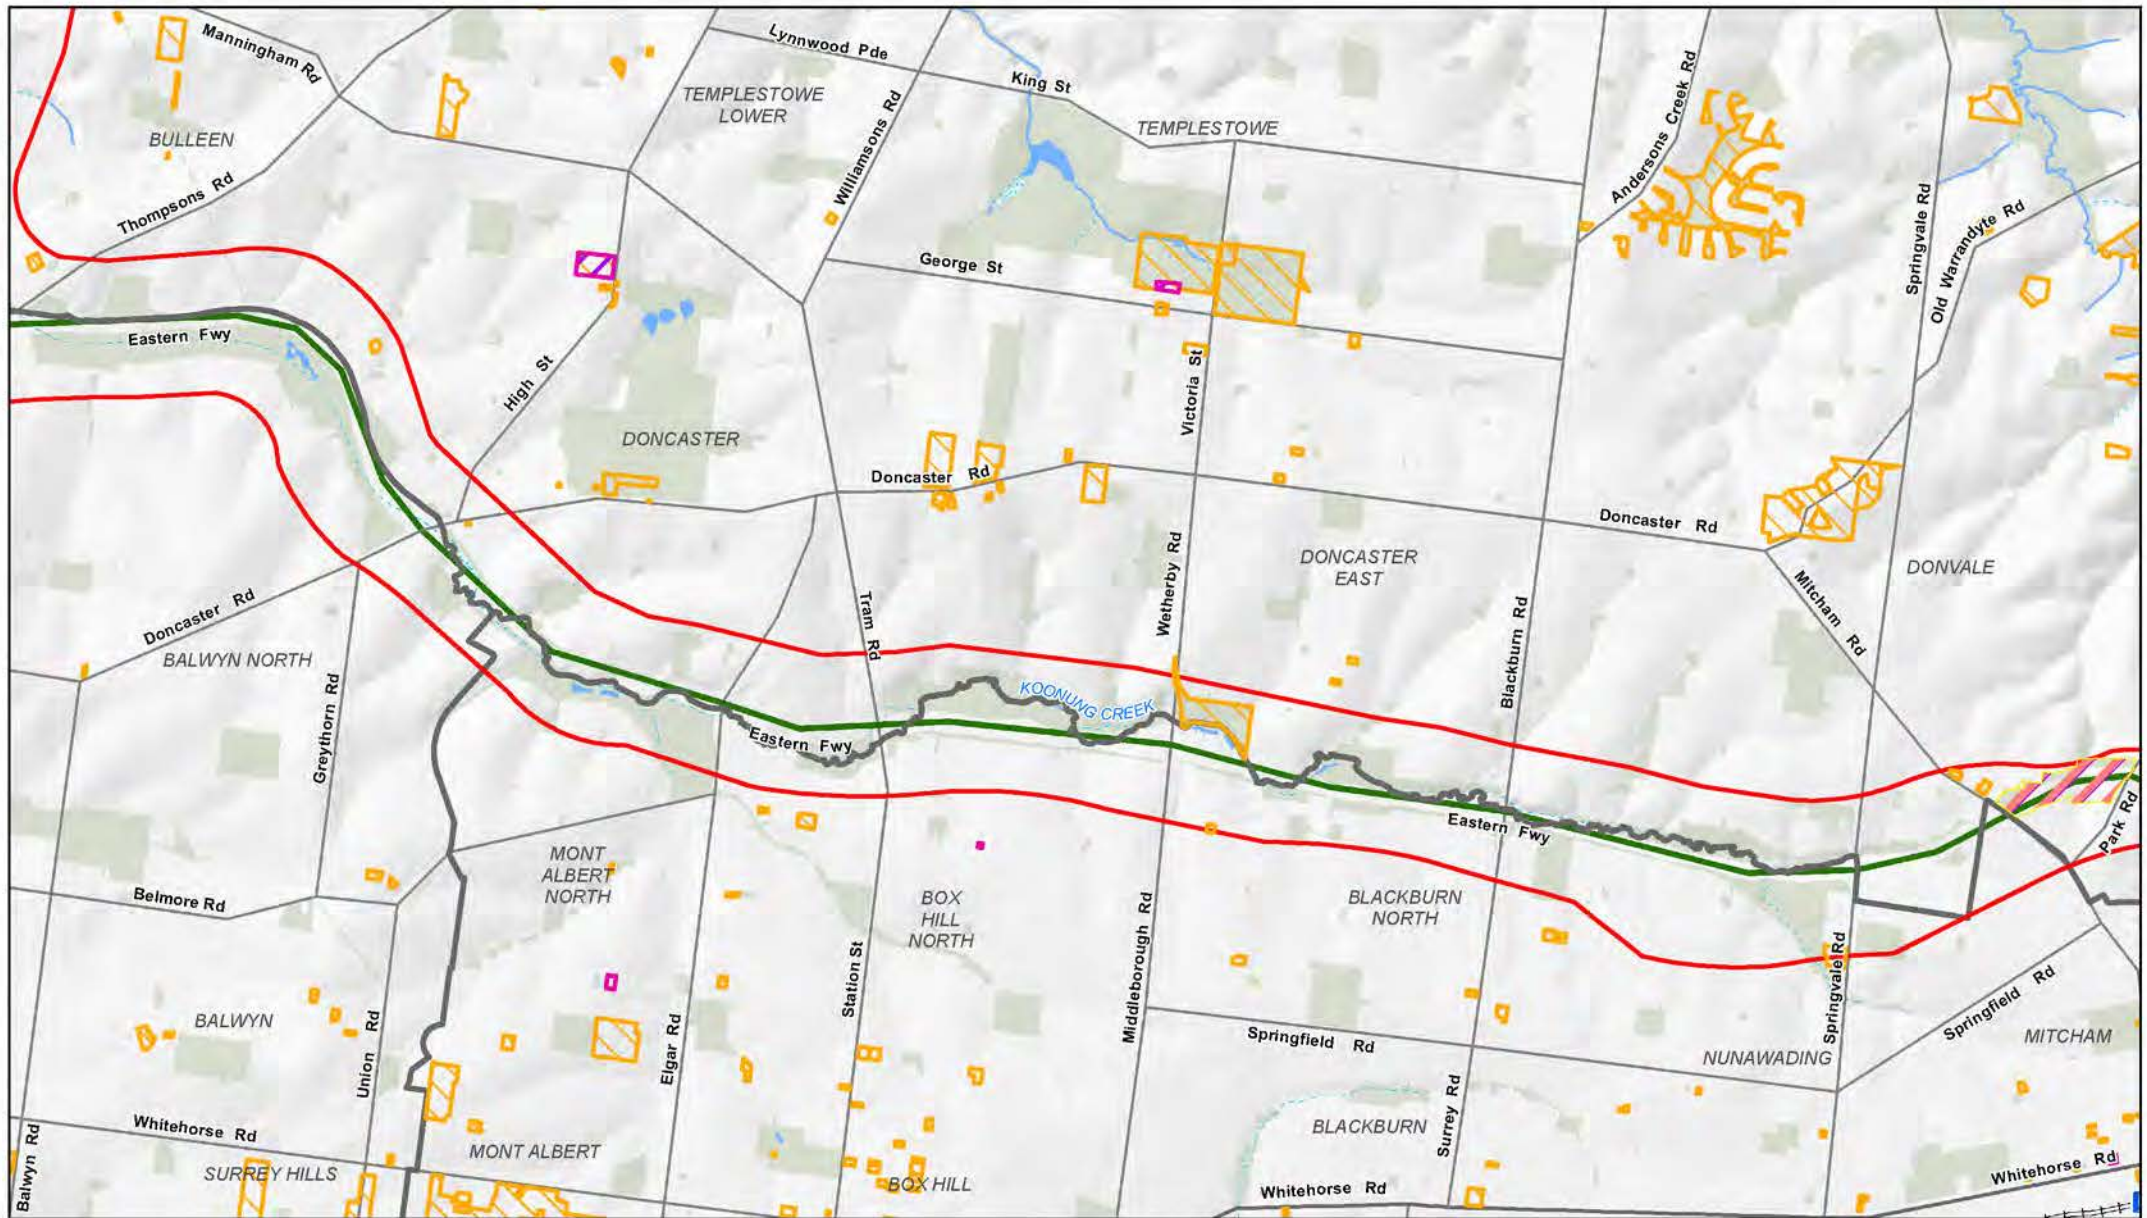 Manningham Rd
Lynnwood Pde
King St
TEMPLESTOWE
LOWER
BULLEEN
Williamsons Rd
TEMPLESTOWE
Andersons Creek Rd
Thompsons Rd
Springvale Rd
Old Warrandyte Rd
George St
Eastern Fwy
High St
Victoria St
DONCASTER
Doncaster Rd
Doncaster Rd
DONCASTER
EAST
DONVALE
Wetherby Rd
Mitcham Rd
Doncaster Rd
Tram Rd
Blackburn Rd
BALWYN NORTH
Greythorn Rd
KOONUNG CREEK
Eastern Fwy
Eastern Fwy
Park Rd
MONT
ALBERT
NORTH
Belmore Rd
BOX
HILL
NORTH
BLACKBURN
NORTH
Middleborough Rd
Station St
Springvale Rd
Springfield Rd
BALWYN
Union Rd
Elgar Rd
Springfield Rd
NUNAWADING
MITCHAM
Surrey Rd
BLACKBURN
Whitehorse Rd
Balwyn Rd
SURREY HILLS
MONT ALBERT
BOX HILL
Whitehorse Rd
Whitehorse Rd